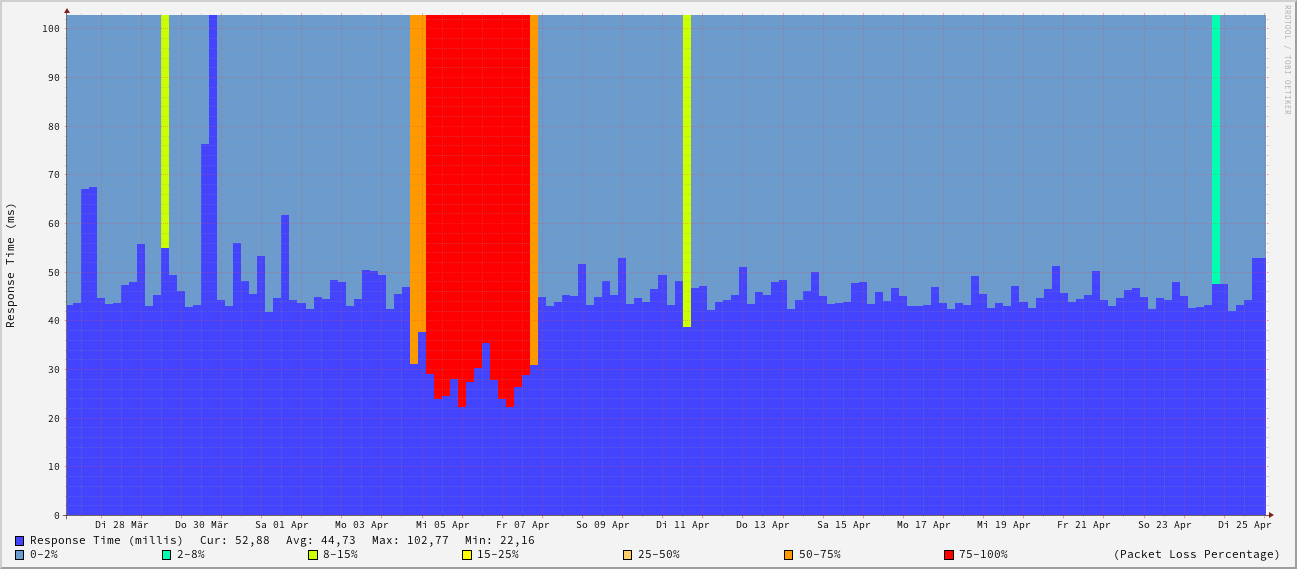 RRDTOOL / TOBI OETIKER
Response Time (ms)
100
90
80
70
60
50
40
30
20
10
0
Di 28 Mär Do 30 Mär Sa 01 Apr Mo 03 Apr Mi 05 Apr Fr 07 Apr So 09 Apr Di 11 Apr Do 13 Apr Sa 15 Apr Mo 17 Apr Mi 19 Apr Fr 21 Apr So 23 Apr Di 25 Apr
Response Time (millis) Cur: 52,88 Avg: 44,73 Max: 102,77 Min: 22,16
0-2% 2-8% 8-15% 15-25% 25-50% 50-75% 75-100% (Packet Loss Percentage)